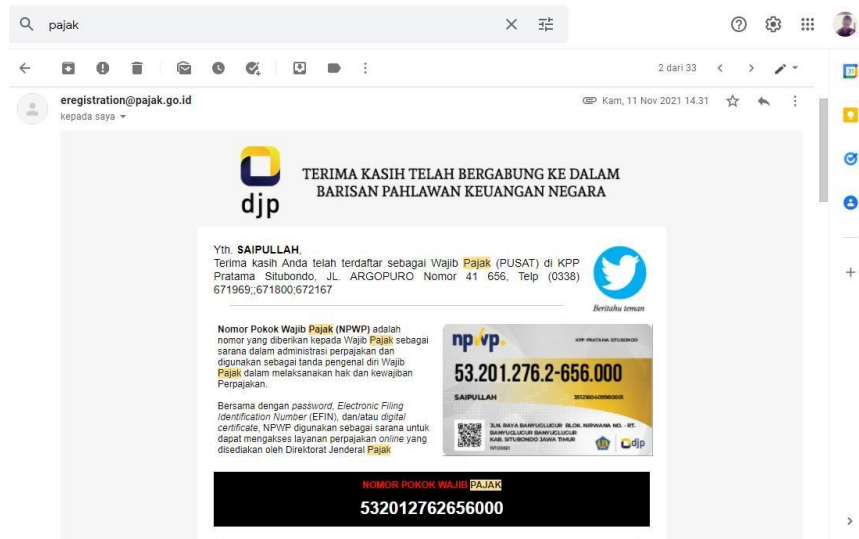 pajak
2 dari 33
eregistration@pajak.go.id
Kam, 11 Nov 2021 14.31
kepada saya
djp
TERIMA KASIH TELAH BERGABUNG KE DALAM
BARISAN PAHLAWAN KEUANGAN NEGARA
Yth. SAIPULLAH,
Terima kasih Anda telah terdaftar sebagai Wajib Pajak (PUSAT) di KPP
Pratama Situbondo, JL. ARGOPURO Nomor 41 656, Telp (0338)
671969;;671800;672167
Beritahu teman
Nomor Pokok Wajib Pajak (NPWP) adalah
nomor yang diberikan kepada Wajib Pajak sebagai
sarana dalam administrasi perpajakan dan
digunakan sebagai tanda pengenal diri Wajib
Pajak dalam melaksanakan hak dan kewajiban
Perpajakan.
Bersama dengan password, Electronic Filing
Identification Number (EFIN), dan/atau digital
certificate, NPWP digunakan sebagai sarana untuk
dapat mengakses layanan perpajakan online yang
disediakan oleh Direktorat Jenderal Pajak
npwp
KPP PRATAMA SITUBONDO
53.201.276.2-656.000
SAIPULLAH
JLN. RAYA BANYUGLUGUR BLOK. NIRWANA NO. - RT.
BANYUGLUGUR BANYUGLUGUR
KAB. SITUBONDO JAWA TIMUR
djp
NOMOR POKOK WAJIB PAJAK
532012762656000